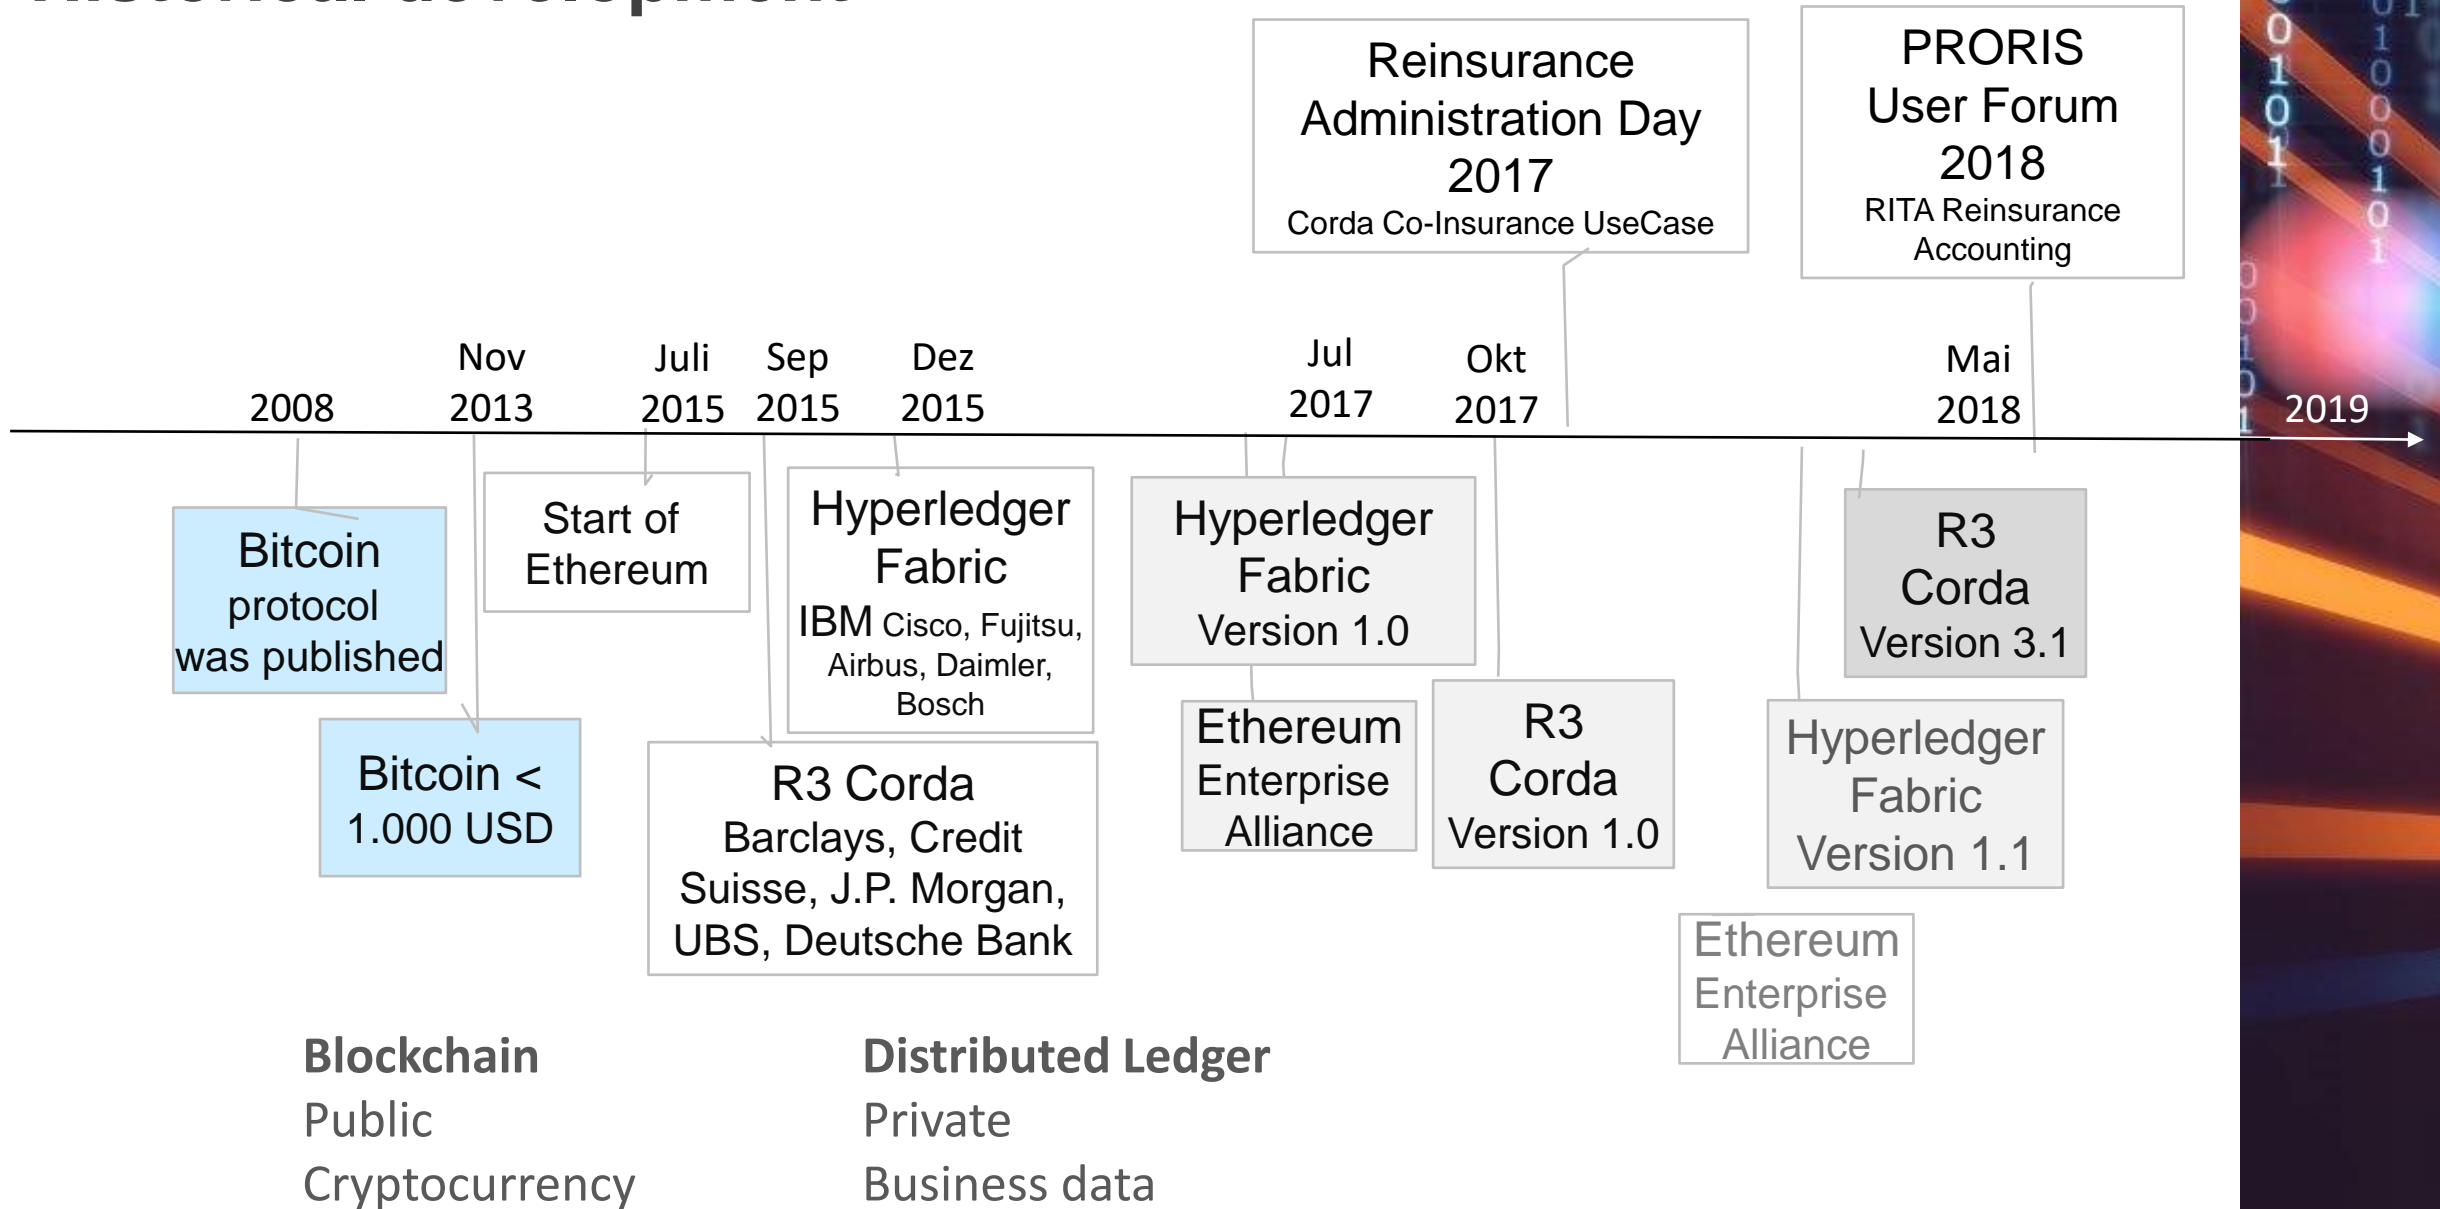 Historical development
Reinsurance
Administration Day
2017
Corda Co-Insurance UseCase
PRORIS
User Forum
2018
RITA Reinsurance
Accounting
2008
Nov
2013
Juli
2015
Sep
2015
Dez
2015
Jul
2017
Okt
2017
Mai
2018
2019
Bitcoin
protocol
was published
Bitcoin <
1.000 USD
Start of
Ethereum
Hyperledger
Fabric
IBM Cisco, Fujitsu,
Airbus, Daimler,
Bosch
R3 Corda
Barclays, Credit
Suisse, J.P. Morgan,
UBS, Deutsche Bank
Hyperledger
Fabric
Version 1.0
Ethereum
Enterprise
Alliance
R3
Corda
Version 1.0
R3
Corda
Version 3.1
Hyperledger
Fabric
Version 1.1
Ethereum
Enterprise
Alliance
Blockchain
Public
Cryptocurrency
Distributed Ledger
Private
Business data